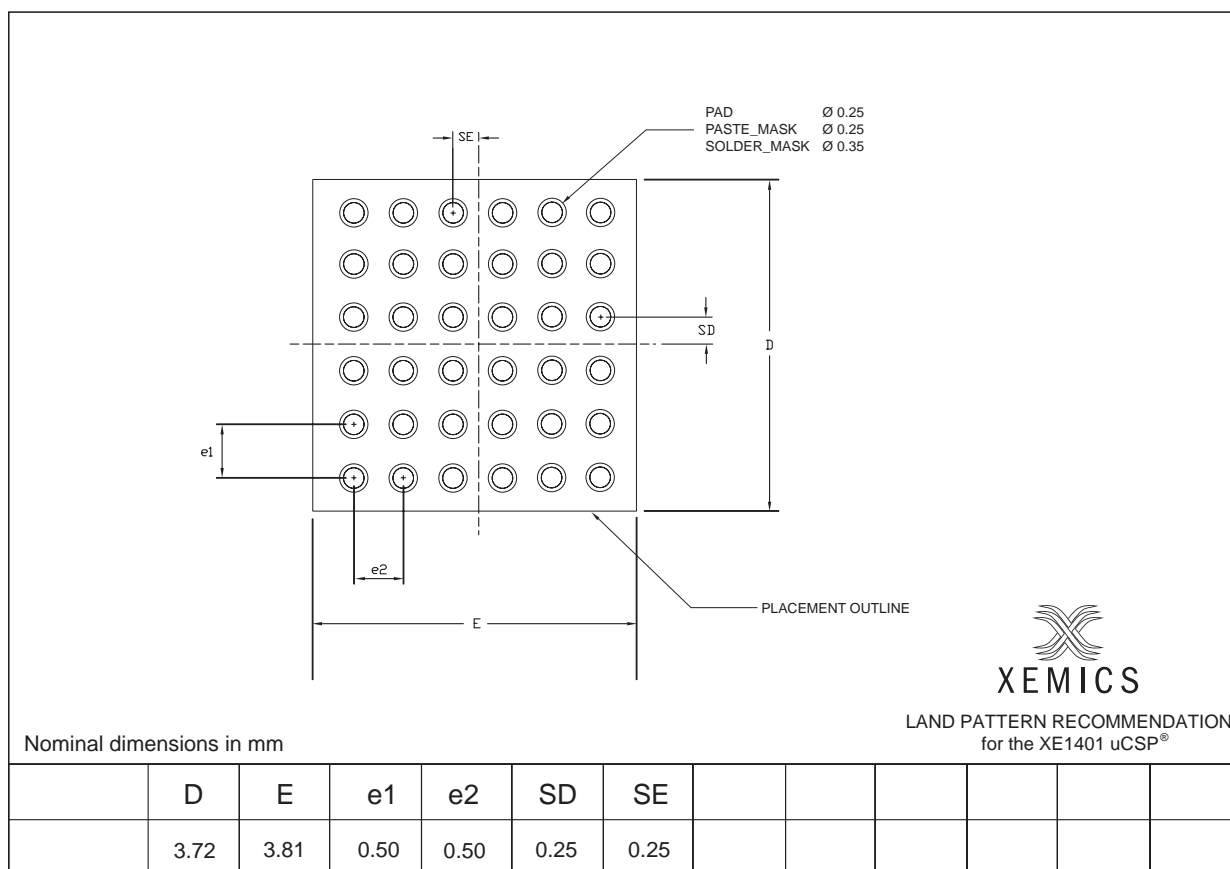 PAD Ø 0.25
PASTE_MASK Ø 0.25
SOLDER_MASK Ø 0.35
SE
SD
D
e1
e2
PLACEMENT OUTLINE
E
XEMICS
LAND PATTERN RECOMMENDATION
for the XE1401 uCSP®
Nominal dimensions in mm
D E e1 e2 SD SE
3.72 3.81 0.50 0.50 0.25 0.25